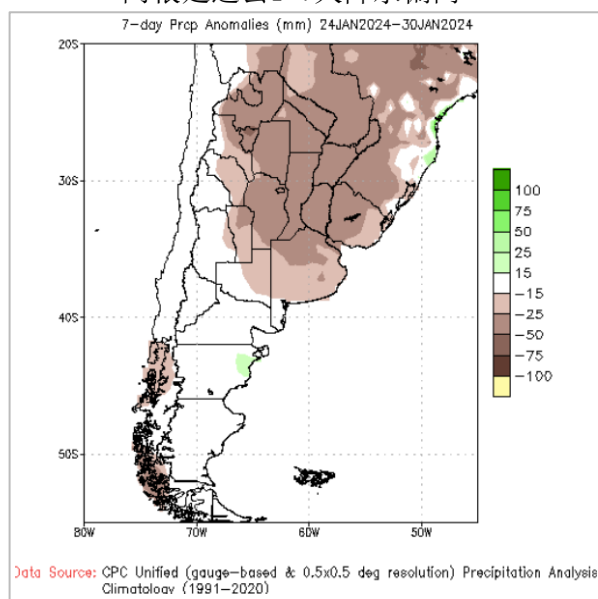 7-day Prcp Anomalies (mm) 24JAN2024-30JAN2024
20S
30S
40S
50S
80W 70W 60W 50W
100
75
50
25
15
-15
-25
-50
-75
-100
Data Source: CPC Unified (gauge-based & 0.5x0.5 deg resolution) Precipitation Analysis
Climatology (1991-2020)